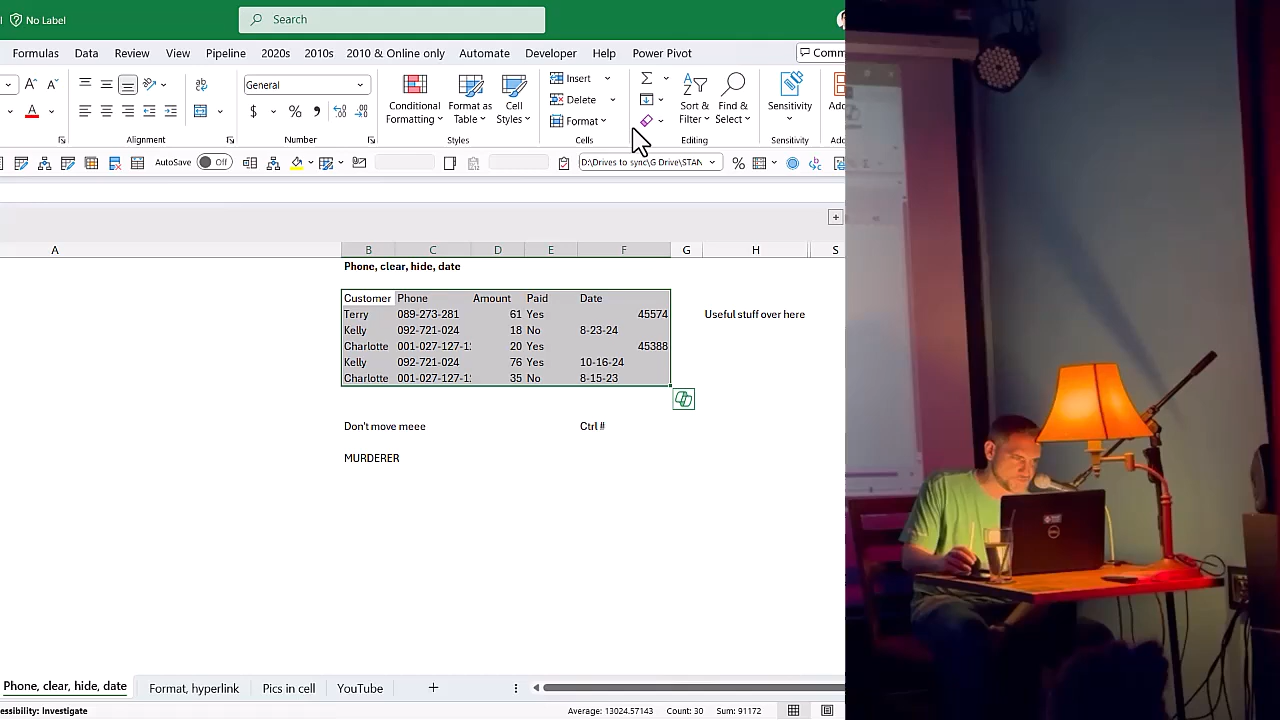 No Label
Search
Formulas Data Review View Pipeline 2020s 2010s 2010 & Online only Automate Developer Help Power Pivot
General
Conditional Formatting
Format as Table
Cell Styles
Insert
Delete
Format
Sort & Filter
Find & Select
Sensitivity
Alignment Number Styles Cells Editing Sensitivity
AutoSave Off D:\Drives to sync\G Drive\STAN
A B C D E F G H S
Phone, clear, hide, date
Customer Phone Amount Paid Date
Terry 089-273-281 61 Yes 45574 Useful stuff over here
Kelly 092-721-024 18 No 8-23-24
Charlotte 001-027-127-1 20 Yes 45388
Kelly 092-721-024 76 Yes 10-16-24
Charlotte 001-027-127-1 35 No 8-15-23
Don't move meee Ctrl #
MURDERER
Phone, clear, hide, date Format, hyperlink Pics in cell YouTube
essibility: Investigate Average: 13024.57143 Count: 30 Sum: 91172
DELL